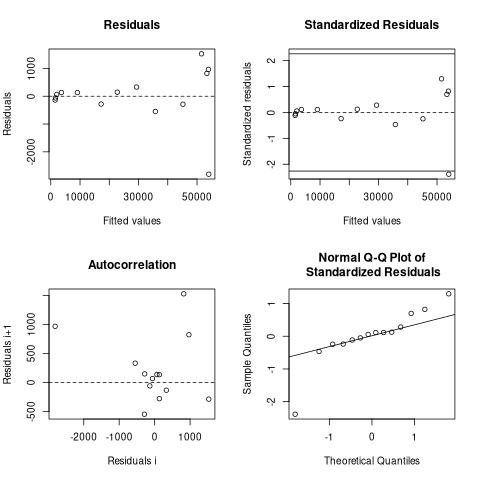 Residuals
Residuals
1000
0
-2000
0
10000
30000
50000
Fitted values
Standardized Residuals
Standardized residuals
2
1
0
-1
-2
0
10000
30000
50000
Fitted values
Autocorrelation
Residuals i+1
1000
500
0
-500
-2000
-1000
0
1000
Residuals i
Normal Q-Q Plot of
Standardized Residuals
Sample Quantiles
1
0
-1
-2
-1
0
1
Theoretical Quantiles